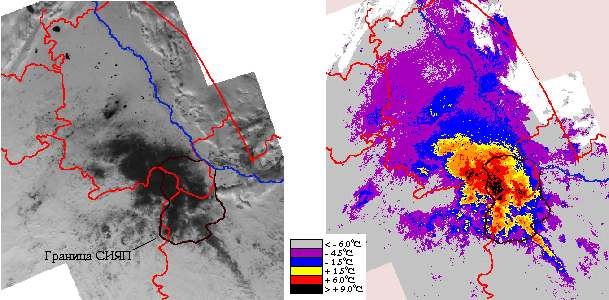 Граница СИЯП
< - 6.0°C
- 4.5°C
- 1.5°C
+ 1.5°C
+ 6.0°C
> + 9.0°C